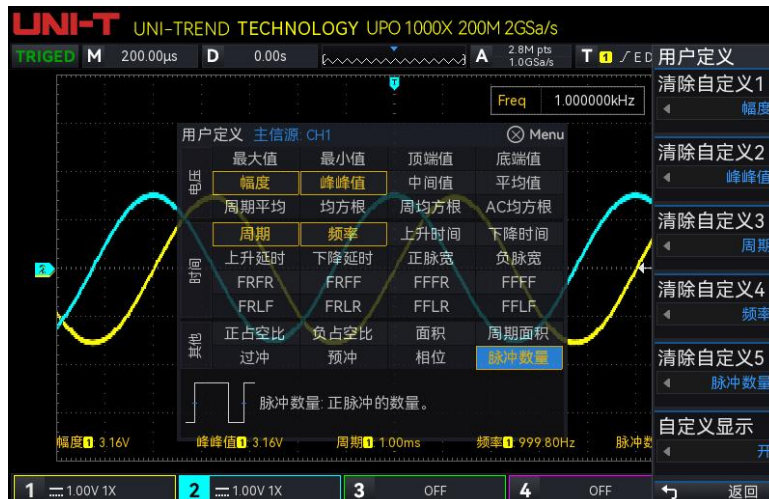 UNI-T UNI-TREND TECHNOLOGY UPO 1000X 200M 2GSa/s
TRIGED M 200.00μs D 0.00s A 2.8M pts 1.0GSa/s T 1 ED
T
Freq 1.000000kHz
用户定义 主信源: CH1 Menu
电压
最大值 最小值 顶端值 底端值
幅度 峰峰值 中间值 平均值
周期平均 均方根 周均方根 AC均方根
时间
周期 频率 上升时间 下降时间
上升延时 下降延时 正脉宽 负脉宽
FRFR FRFF FFFR FFFF
FRLF FRLR FFLR FFLF
其他
正占空比 负占空比 面积 周期面积
过冲 预冲 相位 脉冲数量
脉冲数量: 正脉冲的数量。
2
幅度1: 3.16V 峰峰值1: 3.16V 周期1: 1.00ms 频率1: 999.80Hz 脉冲数
1 1.00V 1X 2 1.00V 1X 3 OFF 4 OFF
用户定义
清除自定义1
幅度
清除自定义2
峰峰值
清除自定义3
周期
清除自定义4
频率
清除自定义5
脉冲数量
自定义显示
开
返回